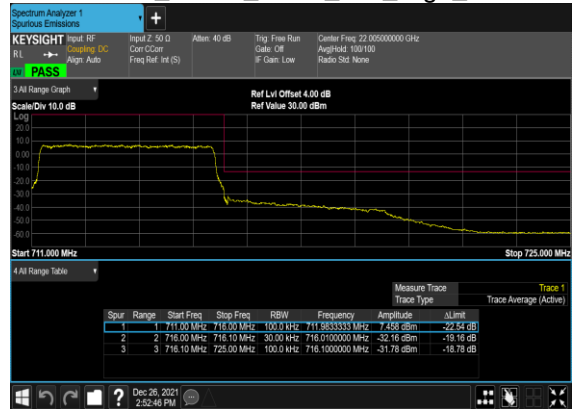 Spectrum Analyzer 1
Spurious Emissions
KEYSIGHT Input: RF Input Z: 50 Ω Atten: 40 dB Trig: Free Run Center Freq: 22.005000000 GHz
RL Coupling: DC Corr CCorr Gate: Off Avg|Hold: 100/100
Align: Auto Freq Ref: Int (S) IF Gain: Low Radio Std: None
PASS
3 All Range Graph Ref Lvl Offset 4.00 dB
Scale/Div 10.0 dB Ref Value 30.00 dBm
Log
20.0
10.0
0.00
-10.0
-20.0
-30.0
-40.0
-50.0
-60.0
Start 711.000 MHz Stop 725.000 MHz
4 All Range Table
Measure Trace Trace 1
Trace Type Trace Average (Active)
Spur Range Start Freq Stop Freq RBW Frequency Amplitude ΔLimit
1 1 711.00 MHz 716.00 MHz 100.0 kHz 711.9833333 MHz 7.458 dBm -22.54 dB
2 2 716.00 MHz 716.10 MHz 30.00 kHz 716.0100000 MHz -32.16 dBm -19.16 dB
3 3 716.10 MHz 725.00 MHz 100.0 kHz 716.1000000 MHz -31.78 dBm -18.78 dB
? Dec 26, 2021
2:52:46 PM